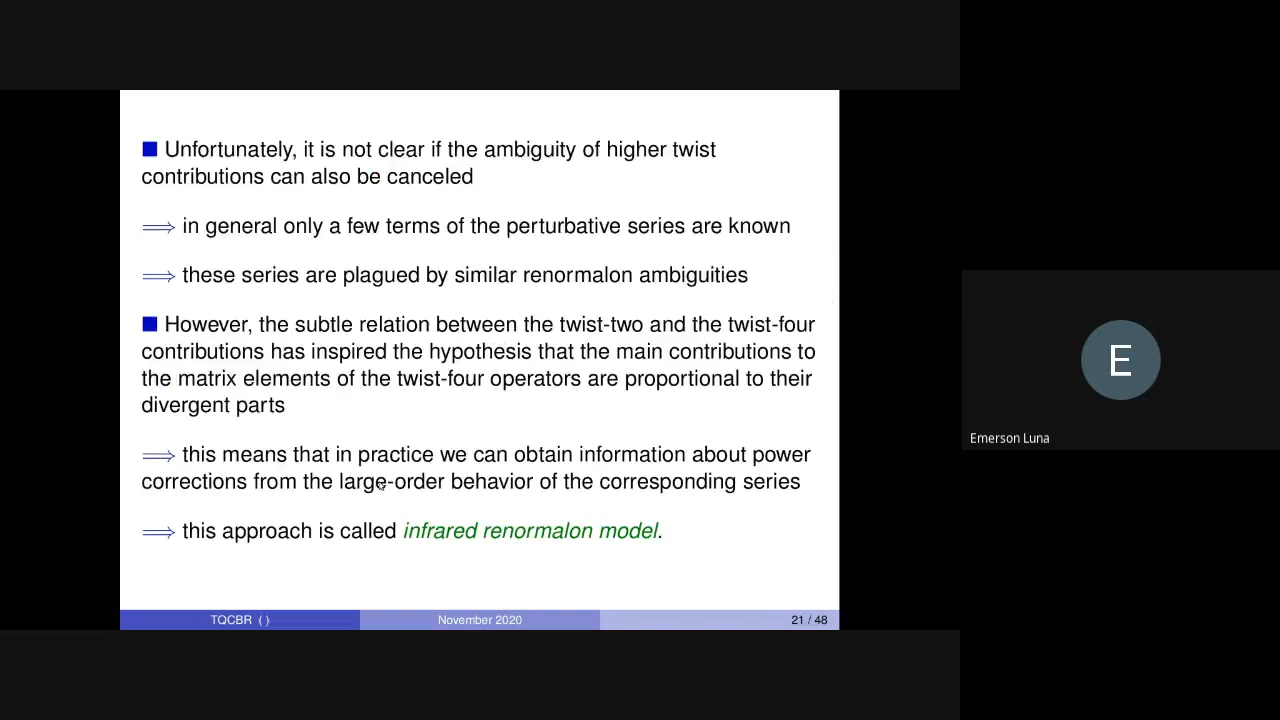 Unfortunately, it is not clear if the ambiguity of higher twist
contributions can also be canceled
⟹ in general only a few terms of the perturbative series are known
⟹ these series are plagued by similar renormalon ambiguities
However, the subtle relation between the twist-two and the twist-four
contributions has inspired the hypothesis that the main contributions to
the matrix elements of the twist-four operators are proportional to their
divergent parts
⟹ this means that in practice we can obtain information about power
corrections from the large-order behavior of the corresponding series
⟹ this approach is called infrared renormalon model.
TQCBR ( ) November 2020 21 / 48
E
Emerson Luna